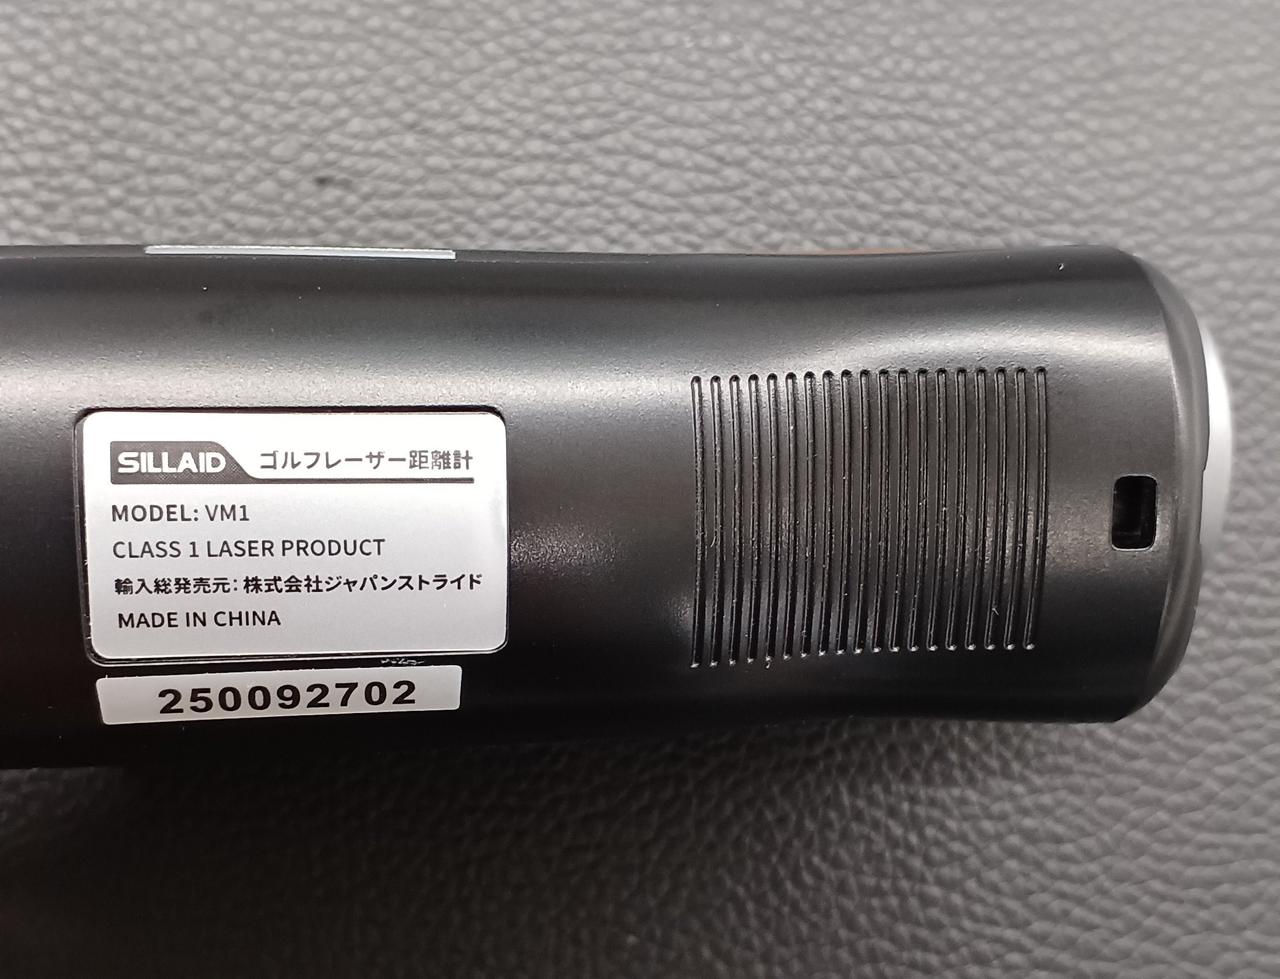 SILLAID ゴルフレーザー距離計
MODEL: VM1
CLASS 1 LASER PRODUCT
輸入総発売元: 株式会社ジャパンストライド
MADE IN CHINA
250092702